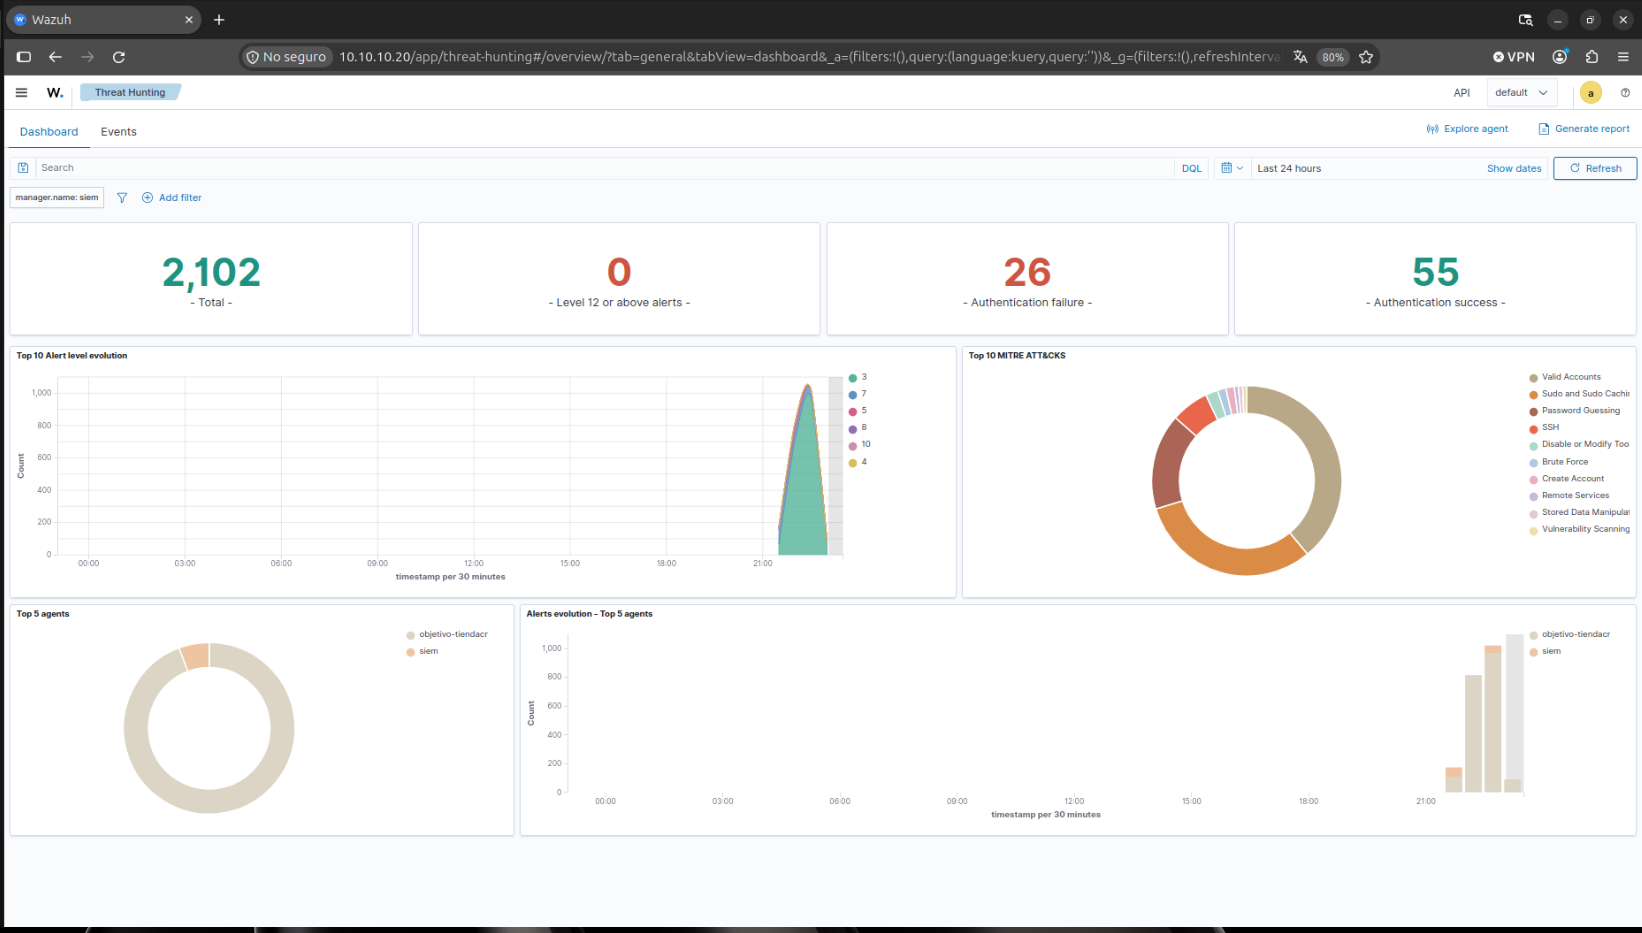 Wazuh
No seguro 10.10.10.20/app/threat-hunting#/overview/?tab=general&tabView=dashboard&_a=(filters:!(),query:(language:kuery,query:''))&_g=(filters:!(),refreshInterva 80% VPN
W. Threat Hunting API default a
Dashboard Events Explore agent Generate report
Search DQL Last 24 hours Show dates Refresh
manager.name: siem Add filter
2,102
- Total -
0
- Level 12 or above alerts -
26
- Authentication failure -
55
- Authentication success -
Top 10 Alert level evolution
Count
1,000
800
600
400
200
0
00:00 03:00 06:00 09:00 12:00 15:00 18:00 21:00
timestamp per 30 minutes
3
7
5
8
10
4
Top 10 MITRE ATT&CKS
Valid Accounts
Sudo and Sudo Cachin
Password Guessing
SSH
Disable or Modify Too
Brute Force
Create Account
Remote Services
Stored Data Manipulat
Vulnerability Scanning
Top 5 agents
objetivo-tiendacr
siem
Alerts evolution - Top 5 agents
Count
1,000
800
600
400
200
0
00:00 03:00 06:00 09:00 12:00 15:00 18:00 21:00
timestamp per 30 minutes
objetivo-tiendacr
siem